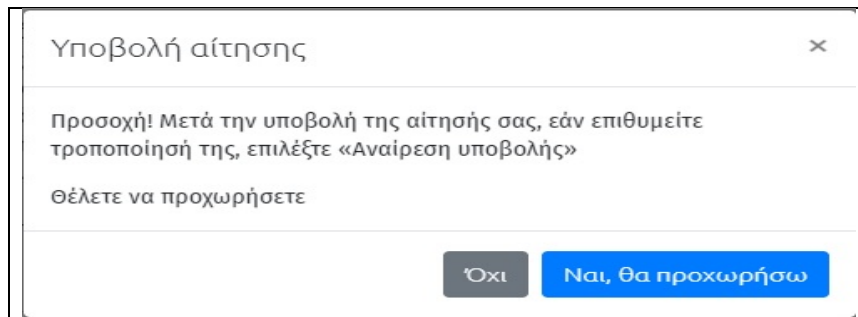 Υποβολή αίτησης ×
Προσοχή! Μετά την υποβολή της αίτησής σας, εάν επιθυμείτε
τροποποίησή της, επιλέξτε «Αναίρεση υποβολής»
Θέλετε να προχωρήσετε
Όχι Ναι, θα προχωρήσω